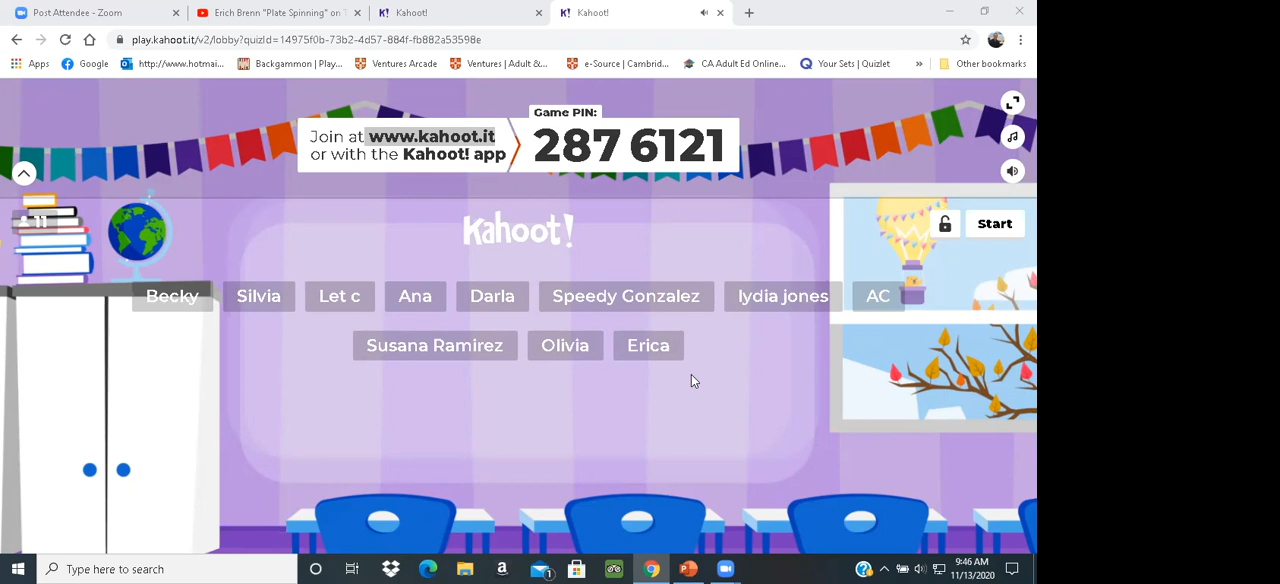 Post Attendee - Zoom
Erich Brenn "Plate Spinning" on
Kahoot!
K! Kahoot!
play.kahoot.it/v2/lobby?quizId=14975f0b-73b2-4d57-884f-fb882a53598e
Apps Google http://www.hotmai... Backgammon | Play... Ventures Arcade Ventures | Adult &... e-Source | Cambrid... CA Adult Ed Online... Your Sets | Quizlet » Other bookmarks
Game PIN:
Join at www.kahoot.it
or with the Kahoot! app
287 6121
11
Start
Kahoot!
Becky Silvia Let c Ana Darla Speedy Gonzalez lydia jones AC
Susana Ramirez Olivia Erica
Type here to search
9:46 AM
11/13/2020